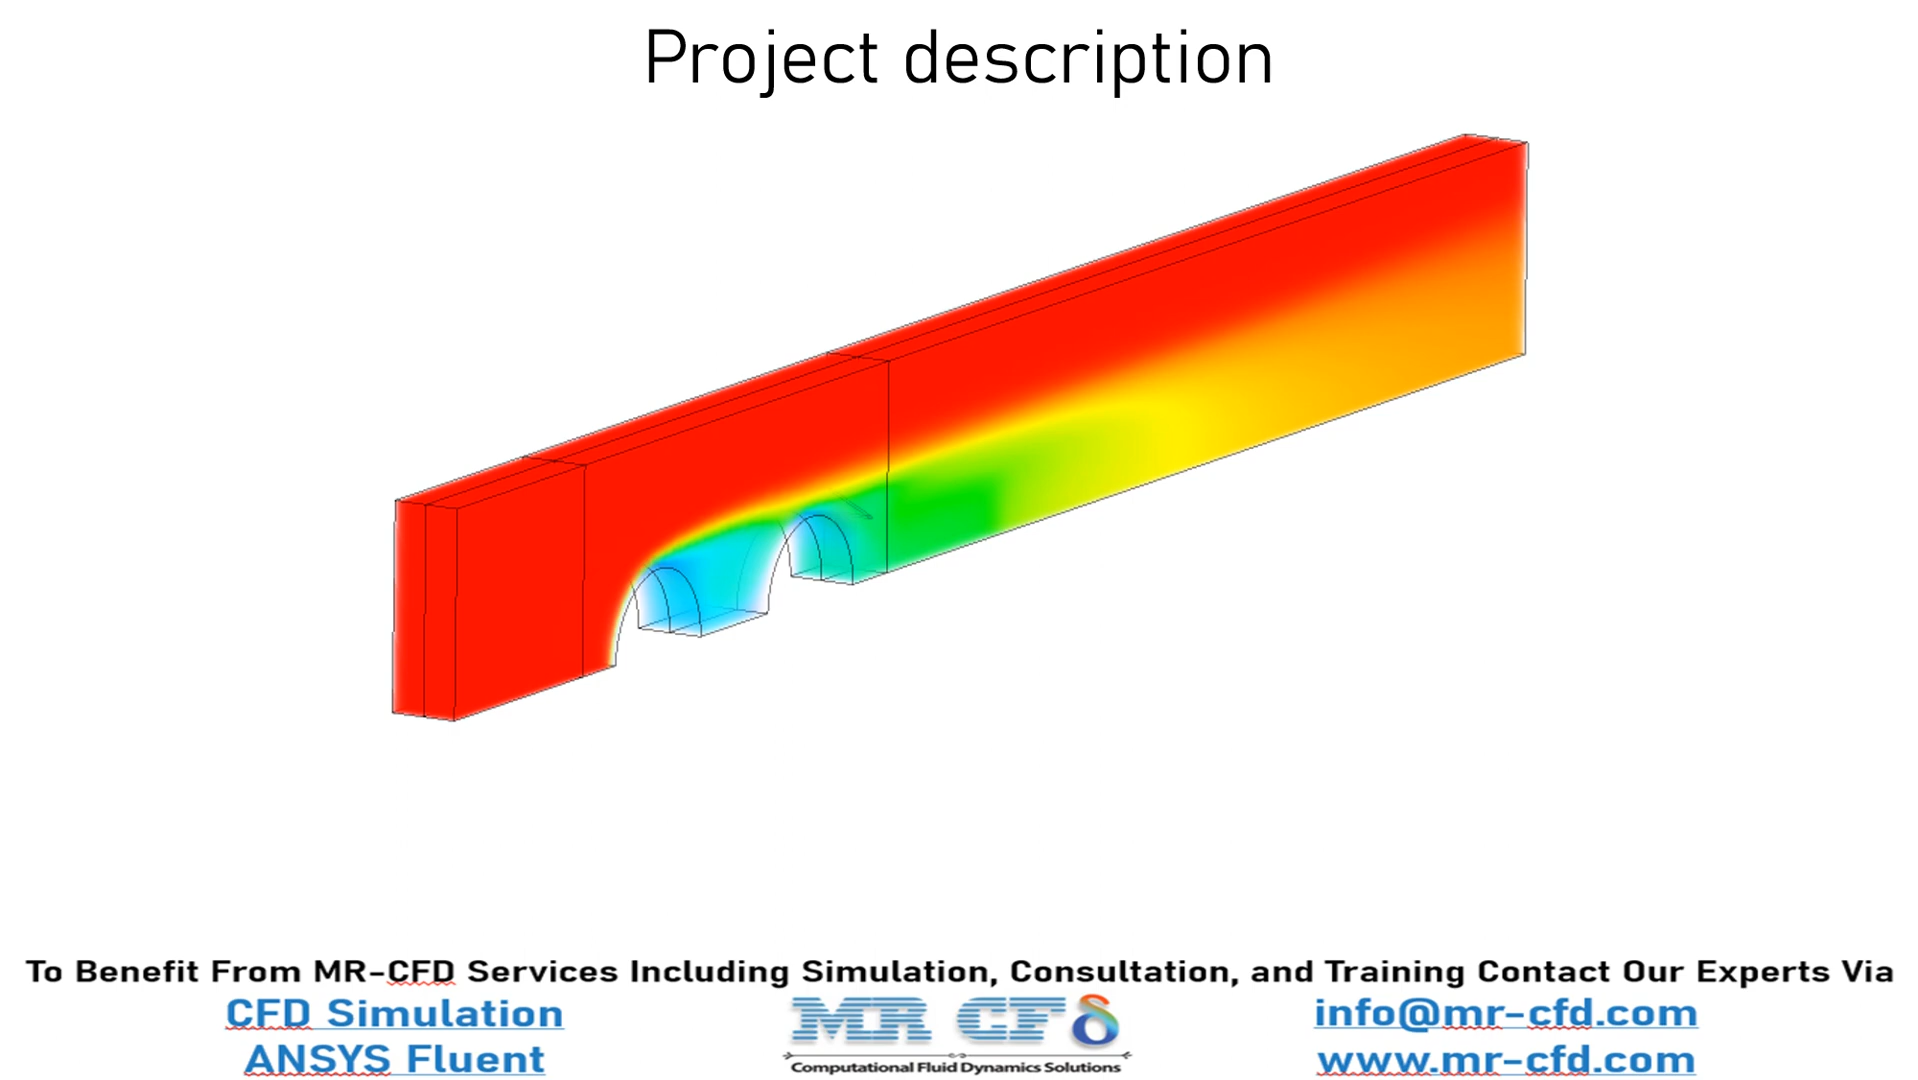 Project description
To Benefit From MR-CFD Services Including Simulation, Consultation, and Training Contact Our Experts Via
CFD Simulation
ANSYS Fluent
MR CFδ
Computational Fluid Dynamics Solutions
info@mr-cfd.com
www.mr-cfd.com